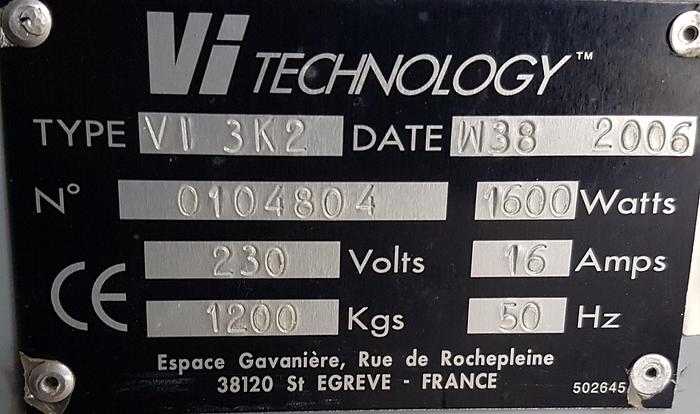 Vi TECHNOLOGY™
TYPE VI 3K2 DATE W38 2006
N° 0104804 1600 Watts
230 Volts 16 Amps
CE 1200 Kgs 50 Hz
Espace Gavanière, Rue de Rochepleine
38120 St EGREVE - FRANCE 502645